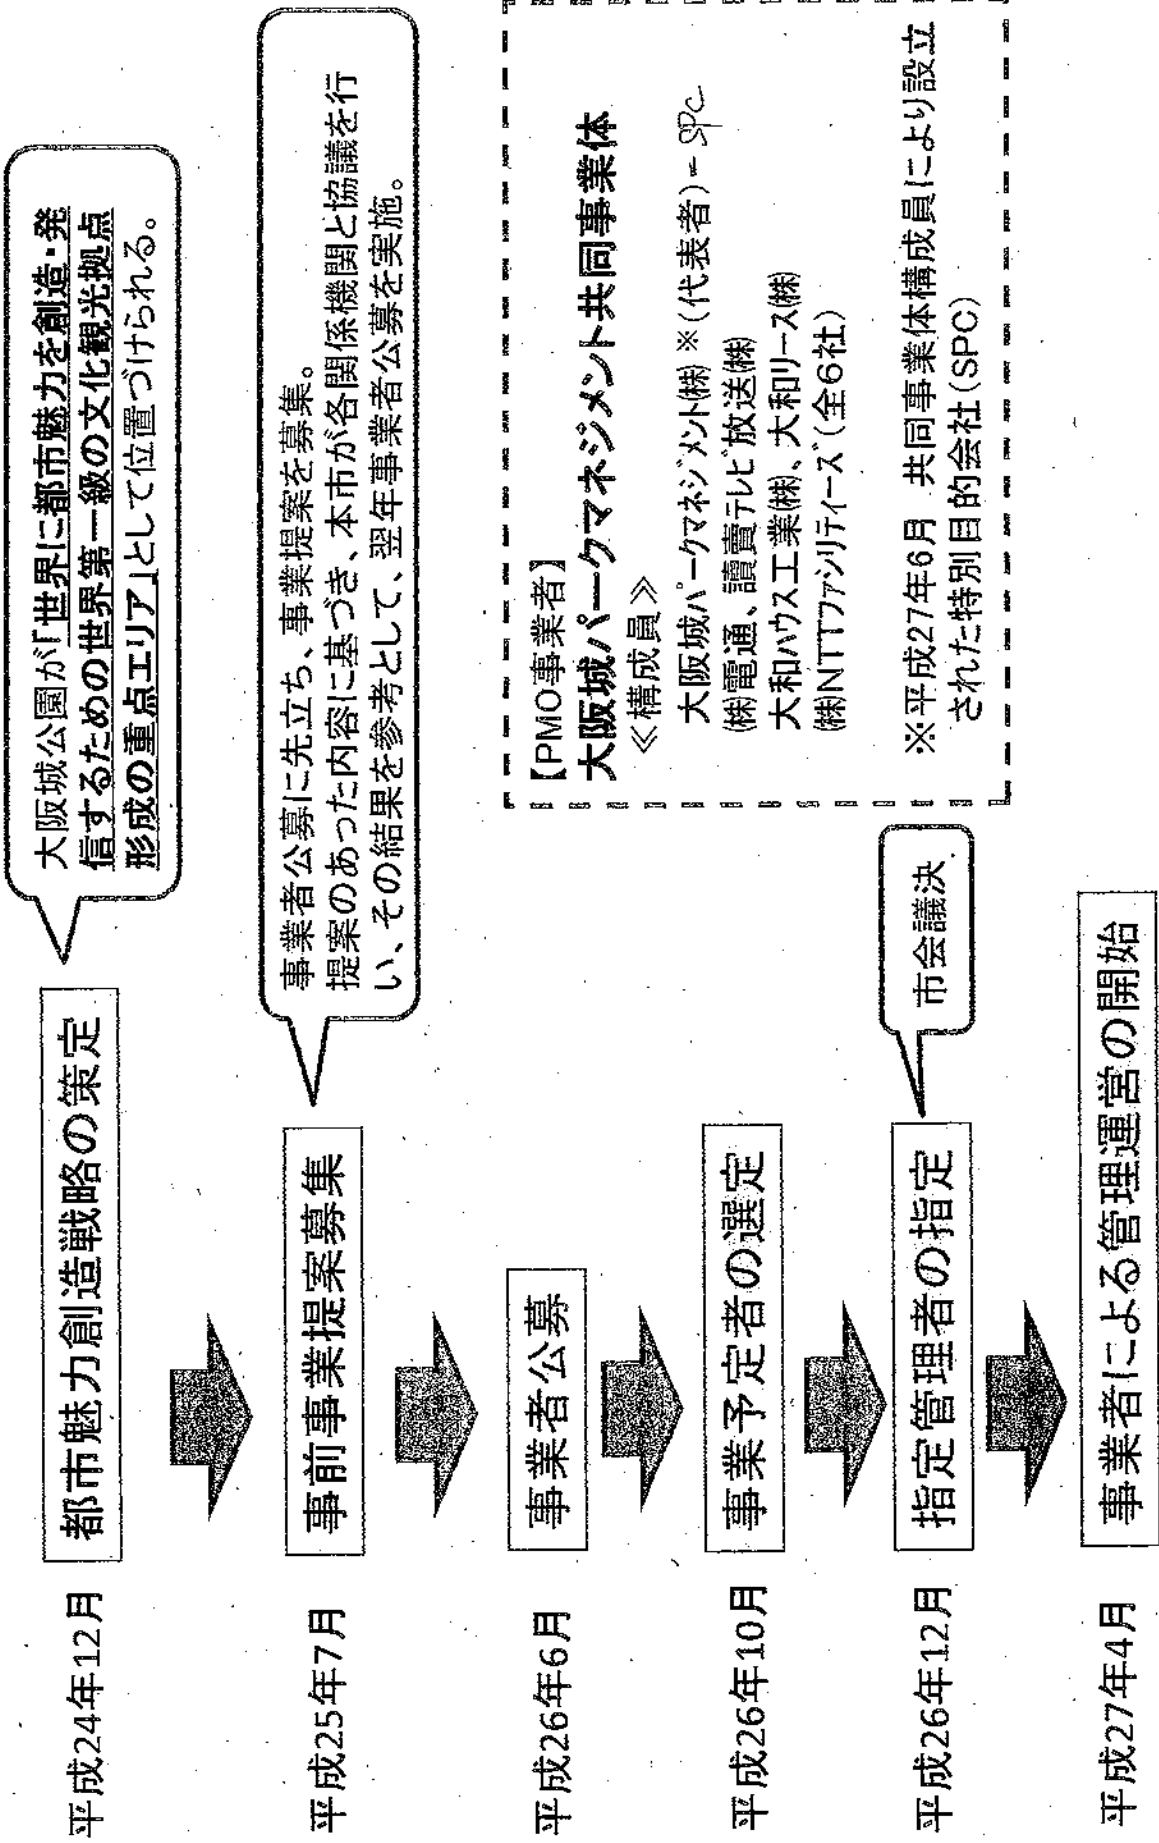 平成24年12月
都市魅力創造戦略の策定
大阪城公園が「世界に都市魅力を創造・発
信するための世界第一級の文化観光拠点
形成の重点エリア」として位置づけられる。
平成25年7月
事前事業提案募集
事業者公募に先立ち、事業提案を募集。
提案のあった内容に基づき、本市が各関係機関と協議を行
い、その結果を参考として、翌年事業者公募を実施。
平成26年6月
事業者公募
平成26年10月
事業予定者の選定
【PMO事業者】
大阪城パークマネジメント共同事業体
≪構成員≫
大阪城パークマネジメント㈱※(代表者) - SPC
㈱電通、讀賣テレビ放送㈱
大和ハウス工業㈱、大和リース㈱
㈱NTTファシリティーズ(全6社)
※平成27年6月 共同事業体構成員により設立
された特別目的会社(SPC)
平成26年12月
指定管理者の指定
市会議決
平成27年4月
事業者による管理運営の開始